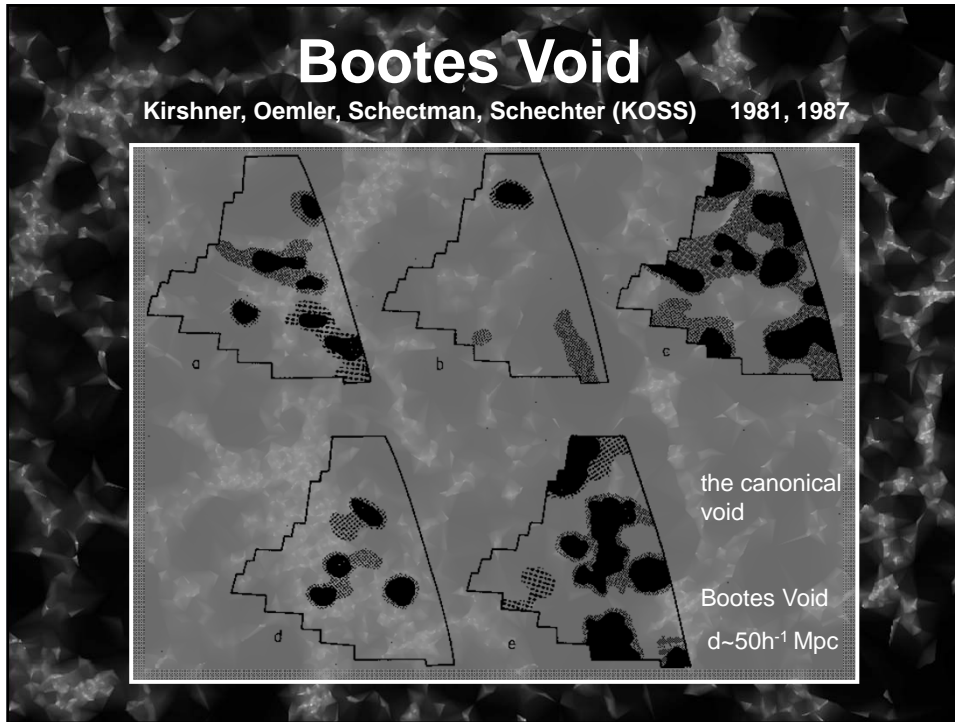 Bootes Void
Kirshner, Oemler, Schectman, Schechter (KOSS) 1981, 1987
a
b
c
d
e
the canonical
void
Bootes Void
d~50h-1 Mpc